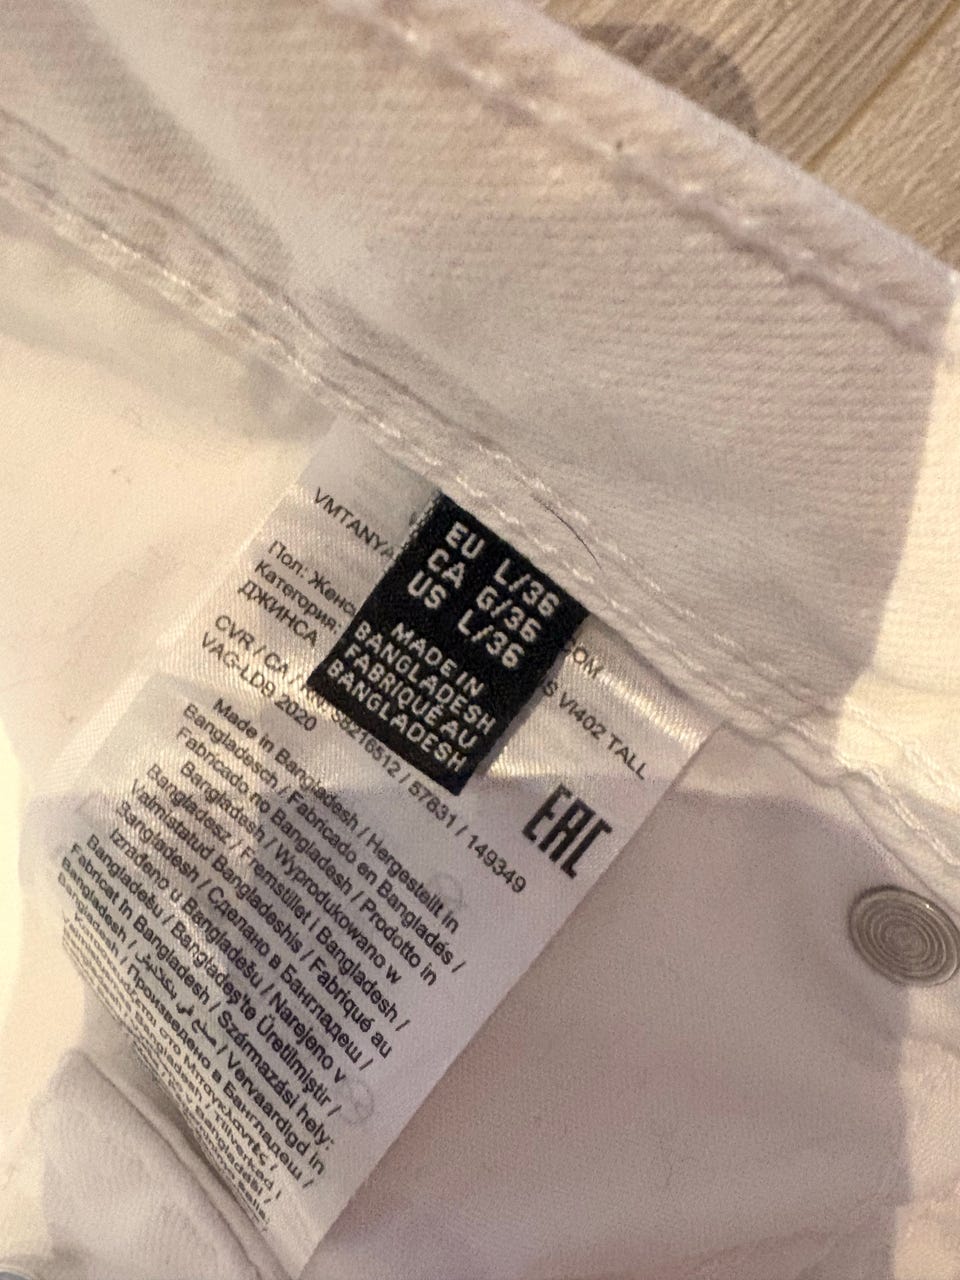 EU L/36
CA G/36
US L/36
MADE IN
BANGLADESH
FABRIQUÉ AU
BANGLADESH
VMTANYA
S VI402 TALL
Пол:
Категория
ДЖИНСА
CVR / CA / 57831 / 149349
VAG-LD9 2020
EAC
Made in Bangladesh / Hergestellt in
Bangladesch / Fabricado en Bangladés /
Fabricado no Bangladesh / Prodotto in
Bangladesh / Wyprodukowano w
Bangladesz / Fremstillet i Bangladesh /
Valmistatud Bangladeshis / Fabriqué au
Bangladesh / Сделано в Бангладеш /
Izrađeno u Bangladešu / Narejeno v
Bangladešu / Bangladeş'te Üretilmiştir /
Fabricat în Bangladesh / Származási hely:
Bangladesh / Vervaardigd in
Произведено в Бангладеш /